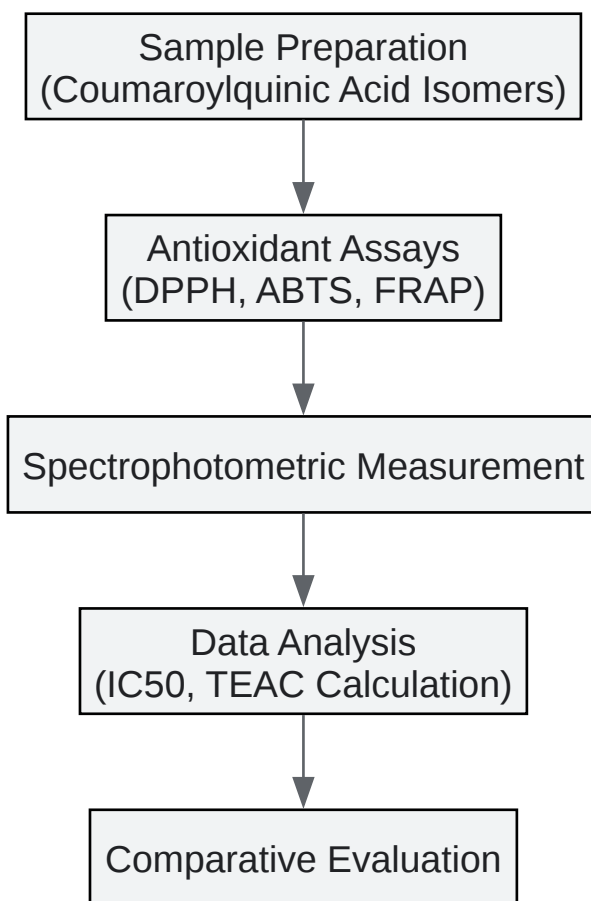 Sample Preparation
(Coumaroylquinic Acid Isomers)
Antioxidant Assays
(DPPH, ABTS, FRAP)
Spectrophotometric Measurement
Data Analysis
(IC50, TEAC Calculation)
Comparative Evaluation